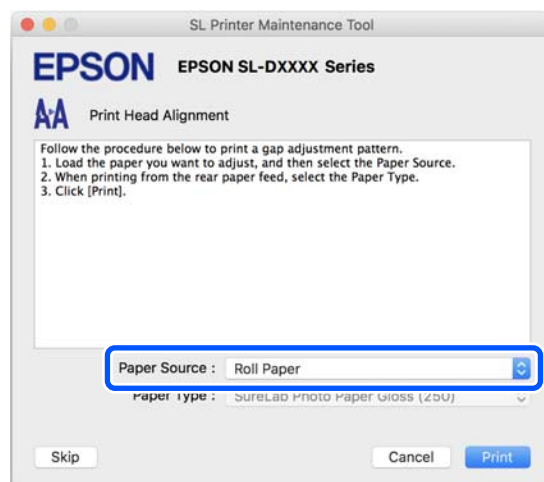 SL Printer Maintenance Tool
EPSON EPSON SL-DXXXX Series
Print Head Alignment
Follow the procedure below to print a gap adjustment pattern.
1. Load the paper you want to adjust, and then select the Paper Source.
2. When printing from the rear paper feed, select the Paper Type.
3. Click [Print].
Paper Source : Roll Paper
Paper Type : SureLab Photo Paper Gloss (250)
Skip Cancel Print